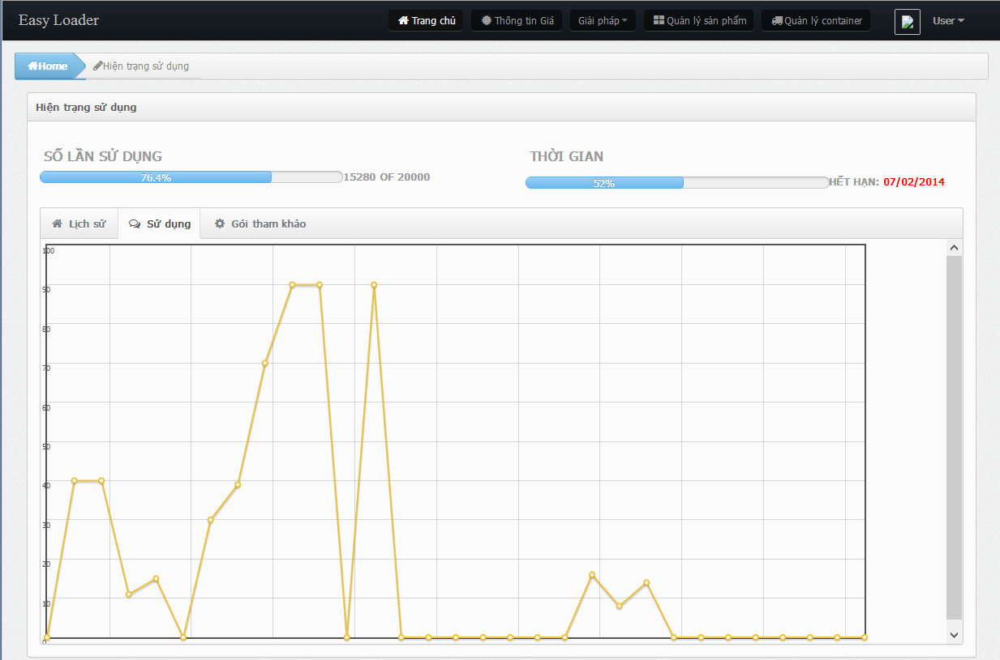 Easy Loader
Trang chủ
Thông tin Giá
Giải pháp
Quản lý sản phẩm
Quản lý container
User
Home
Hiện trạng sử dụng
Hiện trạng sử dụng
SỐ LẦN SỬ DỤNG
76.4%
15280 OF 20000
THỜI GIAN
52%
HẾT HẠN: 07/02/2014
Lịch sử
Sử dụng
Gói tham khảo
100
90
80
70
60
50
40
30
20
10
0